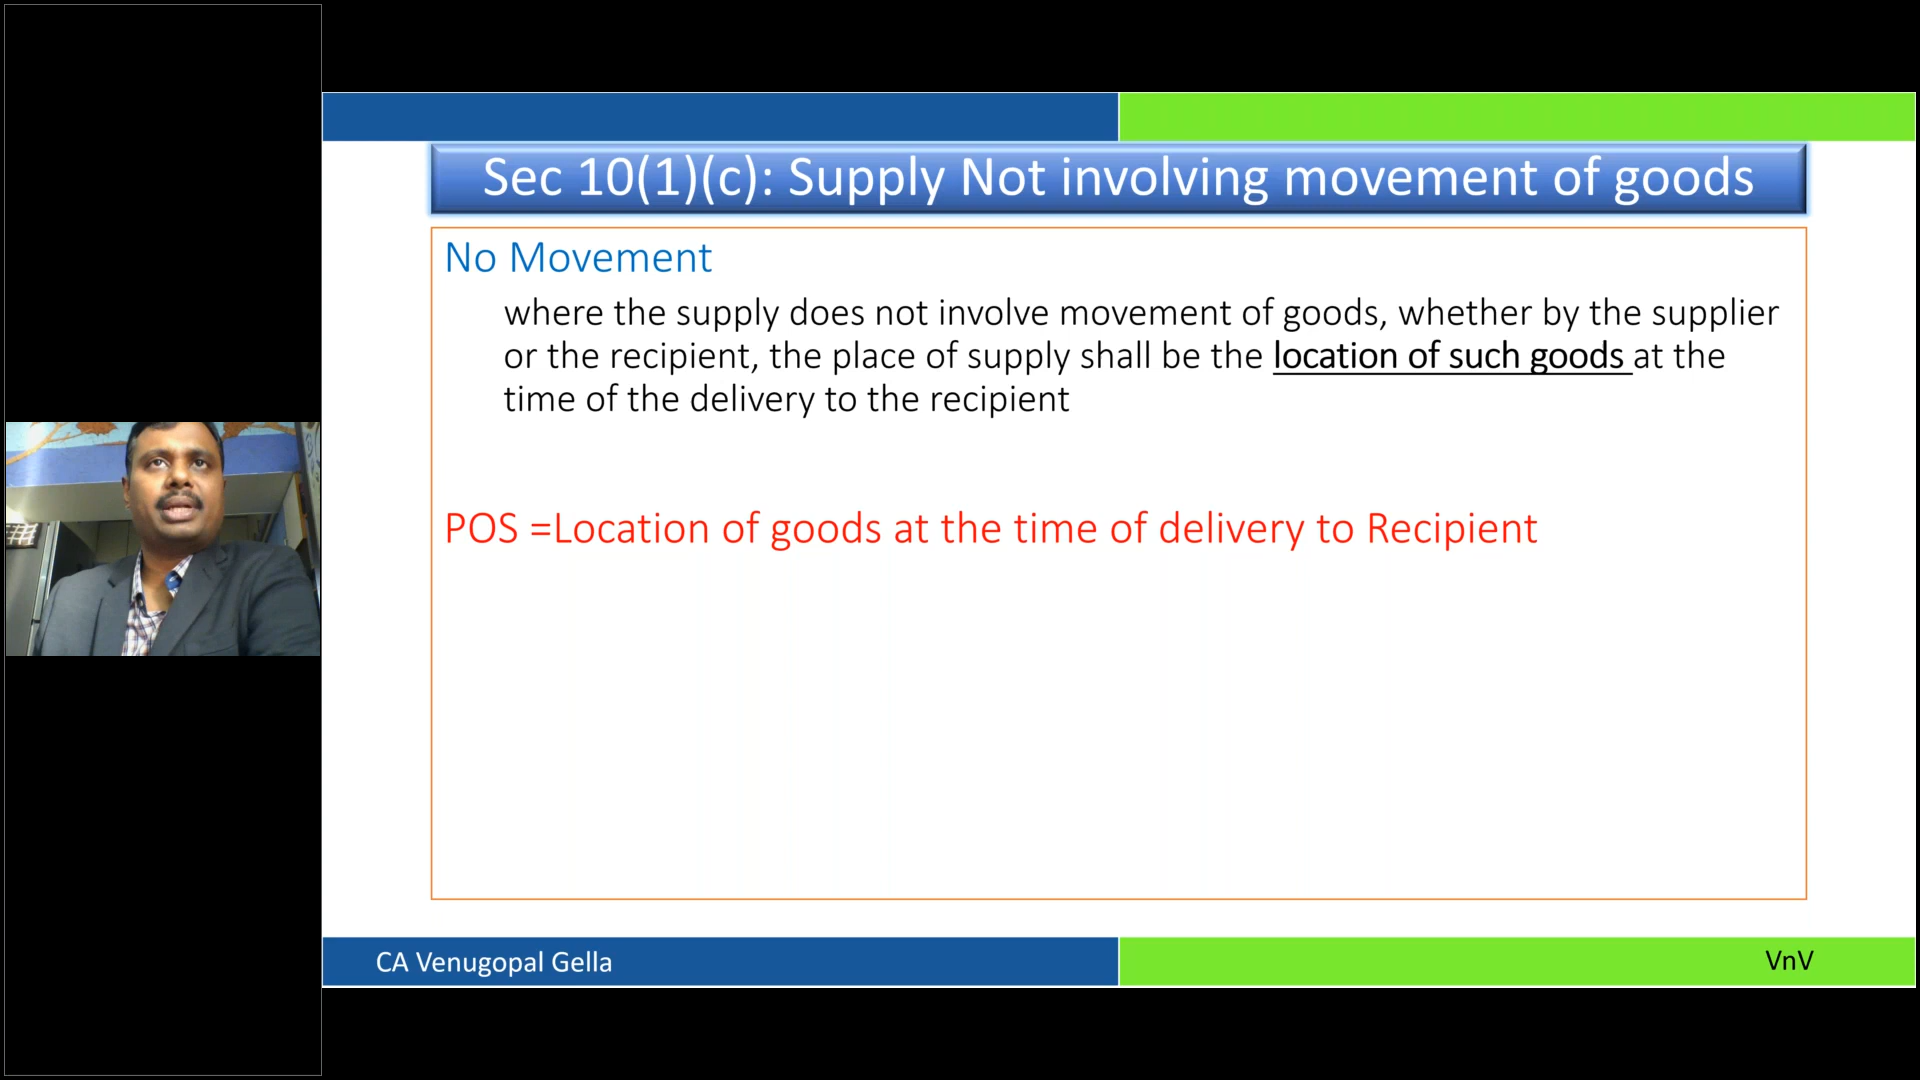 Sec 10(1)(c): Supply Not involving movement of goods
No Movement
where the supply does not involve movement of goods, whether by the supplier
or the recipient, the place of supply shall be the location of such goods at the
time of the delivery to the recipient
POS =Location of goods at the time of delivery to Recipient
CA Venugopal Gella
VnV